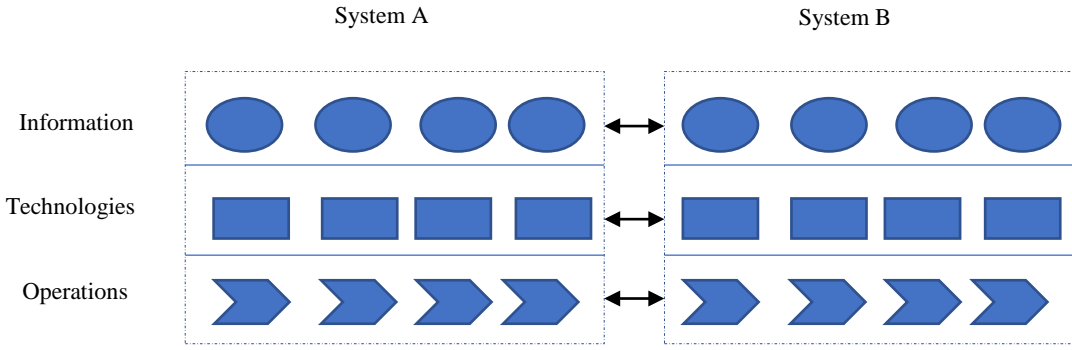 System A
System B
Information
Technologies
Operations